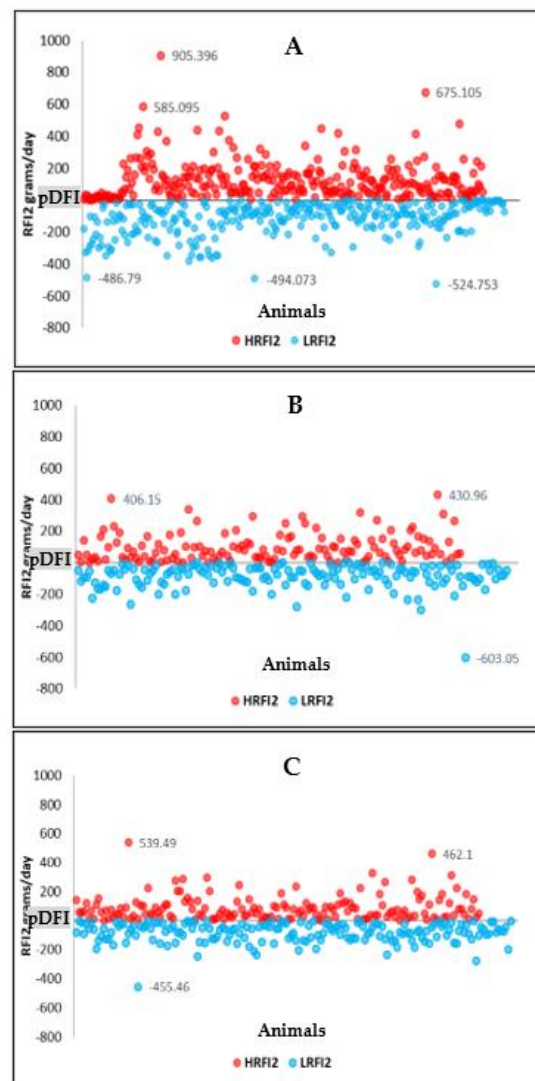 A
1000
800
600
400
200
pDFI
-200
-400
-600
-800
RFI2 grams/day
905.396
585.095
675.105
-486.79
-494.073
-524.753
Animals
HRFI2 LRFI2
B
1000
800
600
400
200
pDFI
-200
-400
-600
-800
RFI2 grams/day
406.15
430.96
-603.05
Animals
HRFI2 LRFI2
C
1000
800
600
400
200
pDFI
-200
-400
-600
-800
RFI2 grams/day
539.49
462.1
-455.46
Animals
HRFI2 LRFI2